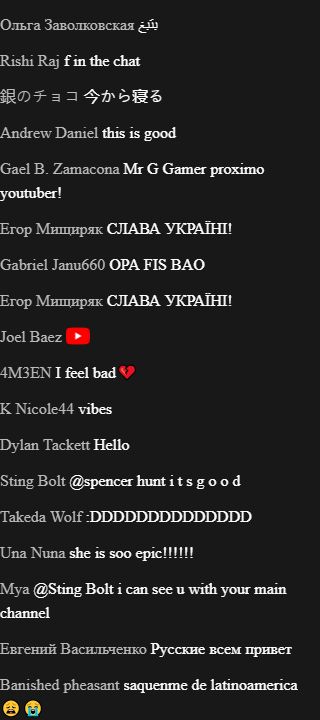 Ольга Заволковская
Rishi Raj f in the chat
銀のチョコ 今から寝る
Andrew Daniel this is good
Gael B. Zamacona Mr G Gamer proximo
youtuber!
Егор Мищиряк СЛАВА УКРАЇНІ!
Gabriel Janu660 OPA FIS BAO
Егор Мищиряк СЛАВА УКРАЇНІ!
Joel Baez
4M3EN I feel bad 💔
K Nicole44 vibes
Dylan Tackett Hello
Sting Bolt @spencer hunt i t s g o o d
Takeda Wolf :DDDDDDDDDDDDDD
Una Nuna she is soo epic!!!!!!
Mya @Sting Bolt i can see u with your main
channel
Евгений Васильченко Русские всем привет
Banished pheasant saquenme de latinoamerica
😩😭